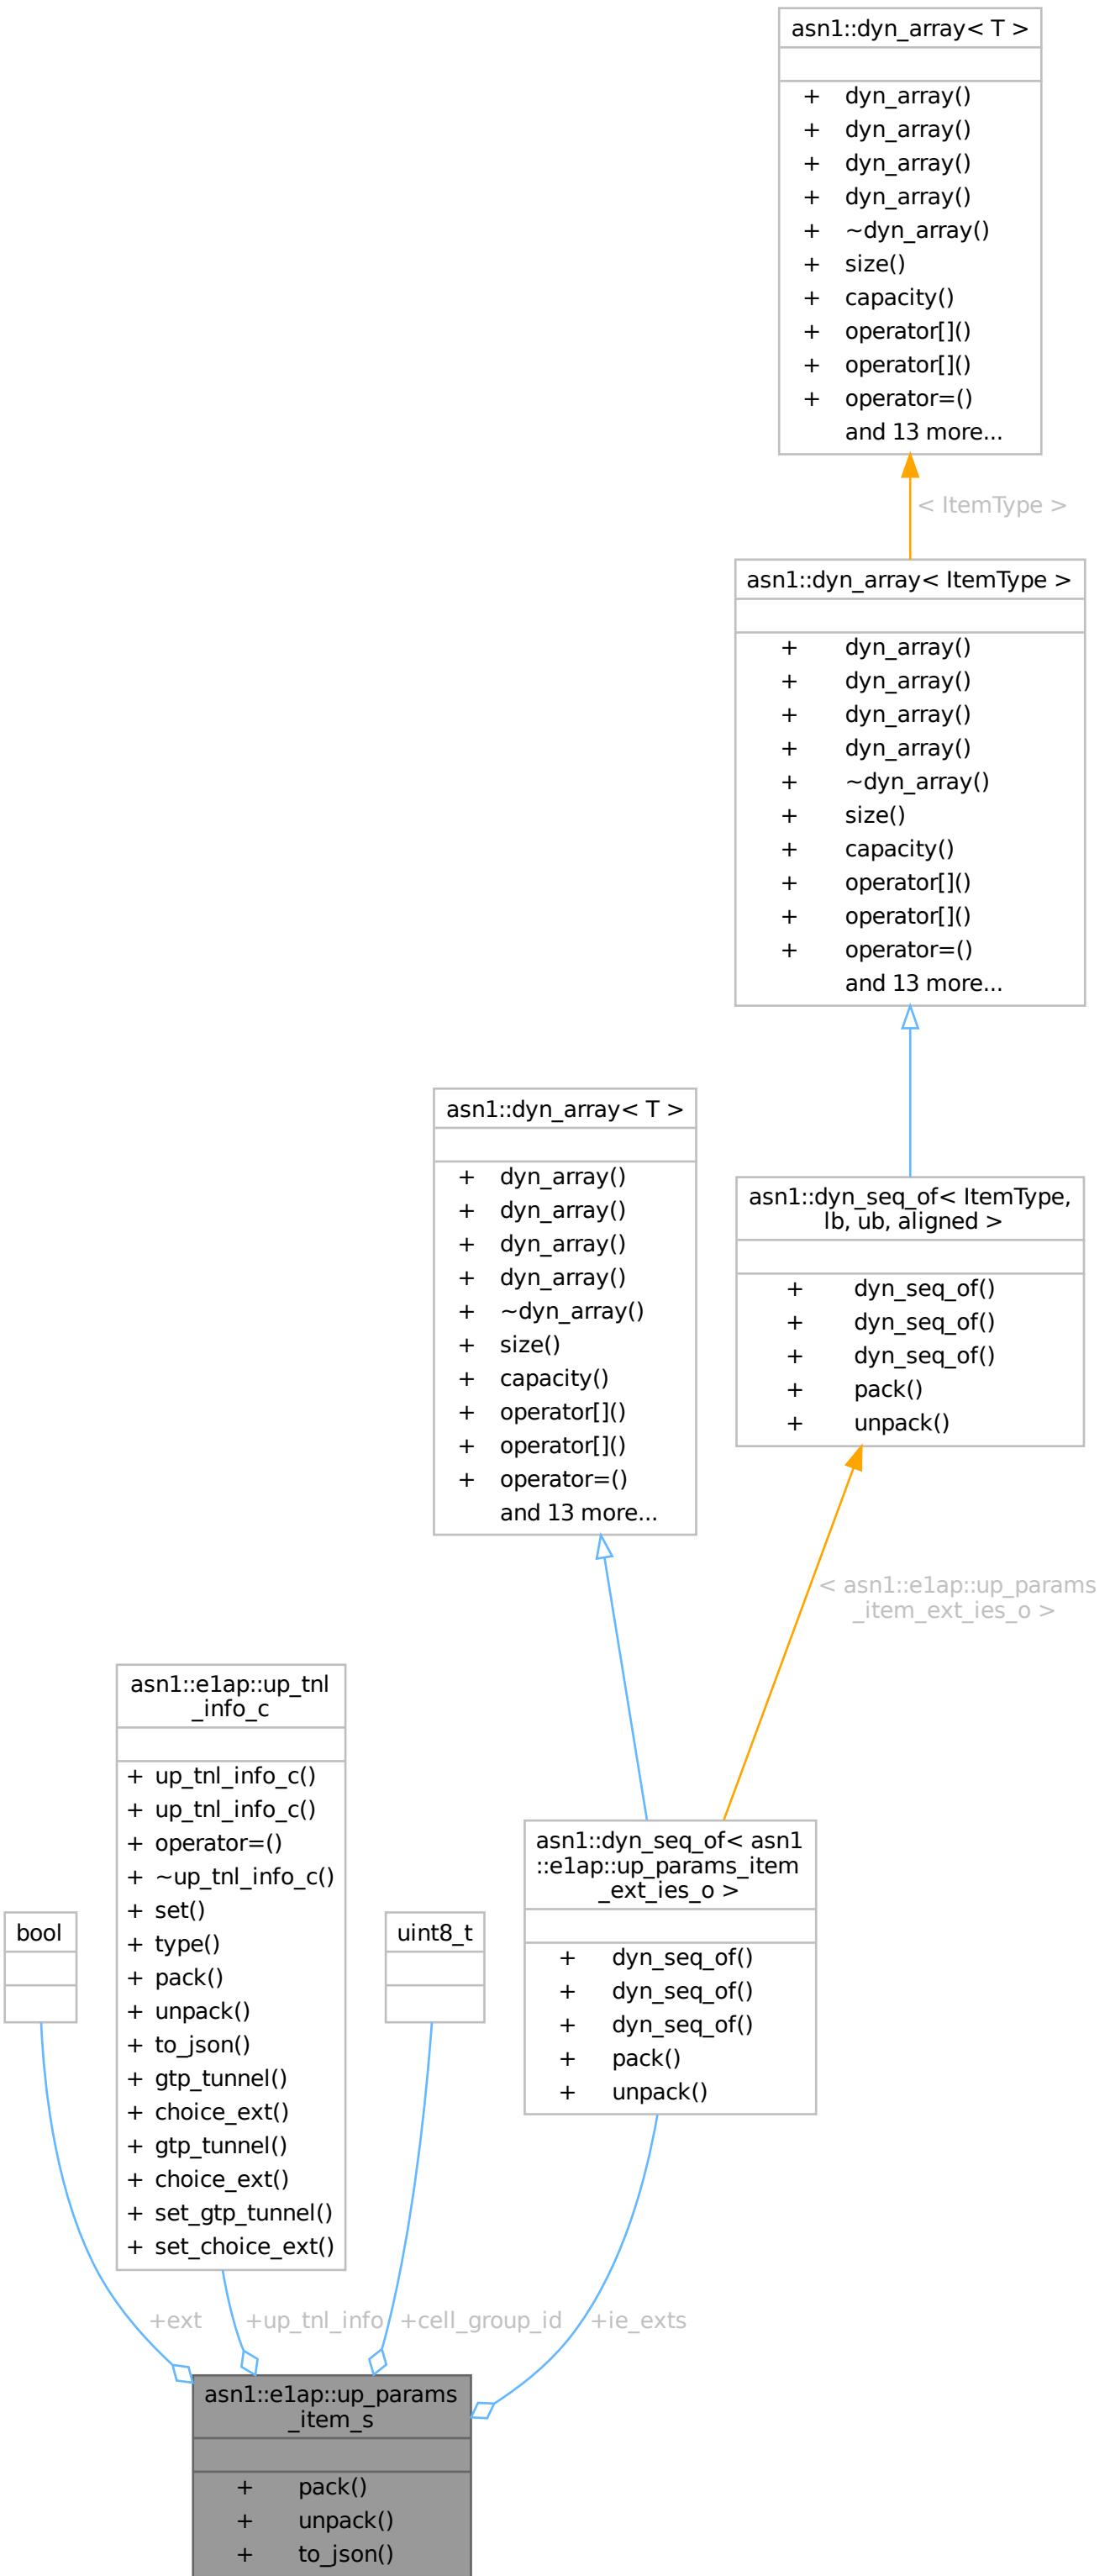 asn1::dyn_array< T >
+ dyn_array()
+ dyn_array()
+ dyn_array()
+ dyn_array()
+ ~dyn_array()
+ size()
+ capacity()
+ operator[]()
+ operator[]()
+ operator=()
and 13 more...
< ItemType >
asn1::dyn_array< ItemType >
+ dyn_array()
+ dyn_array()
+ dyn_array()
+ dyn_array()
+ ~dyn_array()
+ size()
+ capacity()
+ operator[]()
+ operator[]()
+ operator=()
and 13 more...
asn1::dyn_array< T >
+ dyn_array()
+ dyn_array()
+ dyn_array()
+ dyn_array()
+ ~dyn_array()
+ size()
+ capacity()
+ operator[]()
+ operator[]()
+ operator=()
and 13 more...
asn1::dyn_seq_of< ItemType,
lb, ub, aligned >
+ dyn_seq_of()
+ dyn_seq_of()
+ dyn_seq_of()
+ pack()
+ unpack()
< asn1::e1ap::up_params
_item_ext_ies_o >
asn1::e1ap::up_tnl
_info_c
+ up_tnl_info_c()
+ up_tnl_info_c()
+ operator=()
+ ~up_tnl_info_c()
+ set()
+ type()
+ pack()
+ unpack()
+ to_json()
+ gtp_tunnel()
+ choice_ext()
+ gtp_tunnel()
+ choice_ext()
+ set_gtp_tunnel()
+ set_choice_ext()
asn1::dyn_seq_of< asn1
::e1ap::up_params_item
_ext_ies_o >
+ dyn_seq_of()
+ dyn_seq_of()
+ dyn_seq_of()
+ pack()
+ unpack()
bool
uint8_t
+ext
+up_tnl_info
+cell_group_id
+ie_exts
asn1::e1ap::up_params
_item_s
+ pack()
+ unpack()
+ to_json()